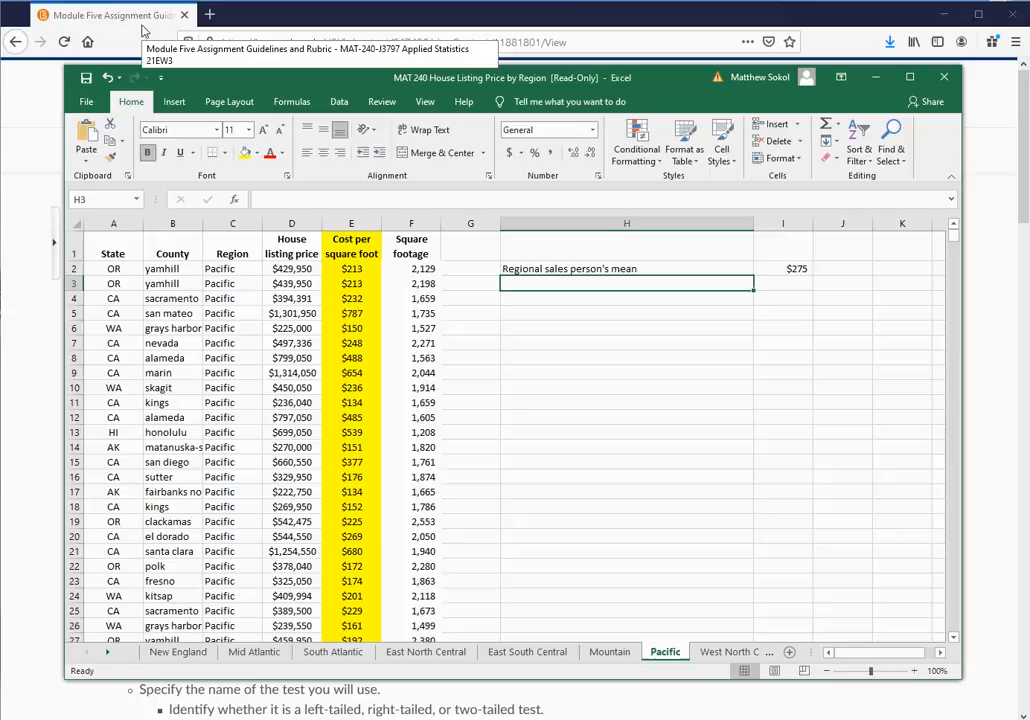 Module Five Assignment Guid
11881801/View
Module Five Assignment Guidelines and Rubric - MAT-240-J3797 Applied Statistics
21EW3
MAT 240 House Listing Price by Region [Read-Only] - Excel
Matthew Sokol
File Home Insert Page Layout Formulas Data Review View Help Tell me what you want to do Share
Paste
Calibri 11
B I U A
Wrap Text
Merge & Center
General
$ % ,
Conditional Formatting
Format as Table
Cell Styles
Insert
Delete
Format
Sort & Filter
Find & Select
Clipboard Font Alignment Number Styles Cells Editing
H3 fx
A B C D E F G H I J K
1 State County Region House listing price Cost per square foot Square footage
2 OR yamhill Pacific $429,950 $213 2,129 Regional sales person's mean $275
3 OR yamhill Pacific $439,950 $213 2,198
4 CA sacramento Pacific $394,391 $232 1,659
5 CA san mateo Pacific $1,301,950 $787 1,735
6 WA grays harbor Pacific $225,000 $150 1,527
7 CA nevada Pacific $497,336 $248 2,271
8 CA alameda Pacific $799,050 $488 1,563
9 CA marin Pacific $1,314,050 $654 2,044
10 WA skagit Pacific $450,050 $236 1,914
11 CA kings Pacific $236,040 $134 1,659
12 CA alameda Pacific $797,050 $485 1,605
13 HI honolulu Pacific $699,050 $539 1,208
14 AK matanuska-s Pacific $270,000 $151 1,820
15 CA san diego Pacific $660,550 $377 1,761
16 CA sutter Pacific $329,950 $176 1,874
17 AK fairbanks no Pacific $222,750 $134 1,665
18 CA kings Pacific $269,950 $152 1,786
19 OR clackamas Pacific $542,475 $225 2,553
20 CA el dorado Pacific $544,550 $269 2,050
21 CA santa clara Pacific $1,254,550 $680 1,940
22 OR polk Pacific $378,040 $172 2,280
23 CA fresno Pacific $325,050 $174 1,863
24 WA kitsap Pacific $409,994 $201 2,118
25 CA sacramento Pacific $389,500 $229 1,673
26 WA grays harbor Pacific $239,550 $161 1,499
27 OR yamhill Pacific $459,950 $192 2,380
New England Mid Atlantic South Atlantic East North Central East South Central Mountain Pacific West North C ...
Ready 100%
Specify the name of the test you will use.
Identify whether it is a left-tailed, right-tailed, or two-tailed test.